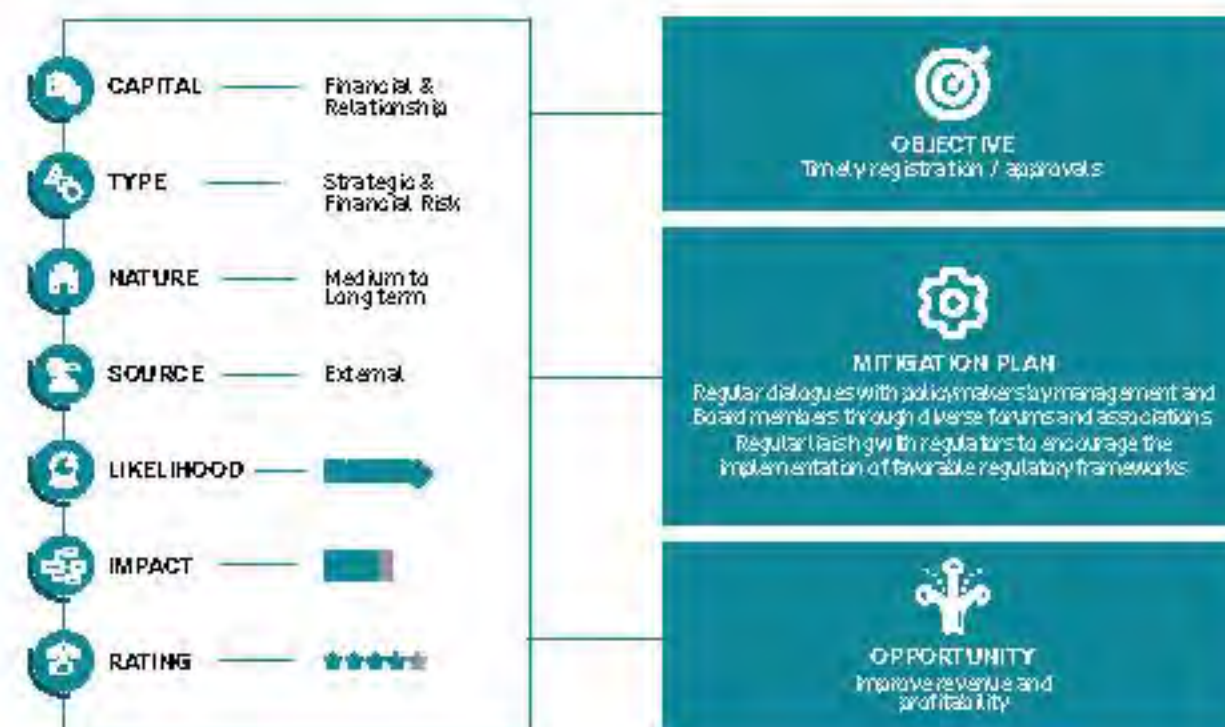 CAPITAL
Financial &
Relationship
TYPE
Strategic &
Financial Risk
NATURE
Medium to
Long term
SOURCE
External
LIKELIHOOD
IMPACT
RATING
OBJECTIVE
Timely registration / approvals
MITIGATION PLAN
Regular dialogues with policymakers by management and
Board members through diverse forums and associations
Regular liaising with regulators to encourage the
implementation of favorable regulatory frameworks
OPPORTUNITY
Improve revenue and
profitability